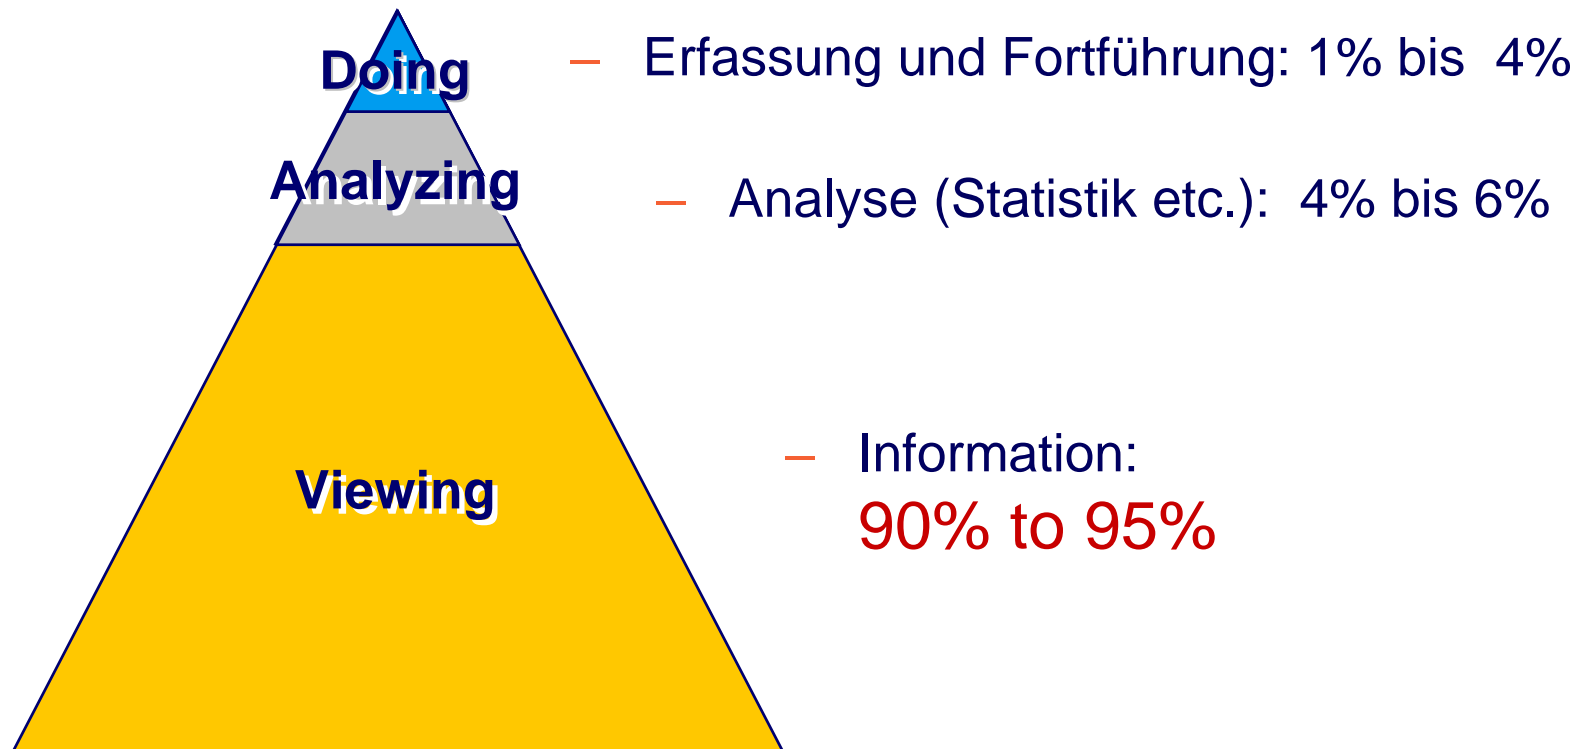 Doing
– Erfassung und Fortführung: 1% bis 4%
Analyzing
– Analyse (Statistik etc.): 4% bis 6%
Viewing
– Information:
90% to 95%